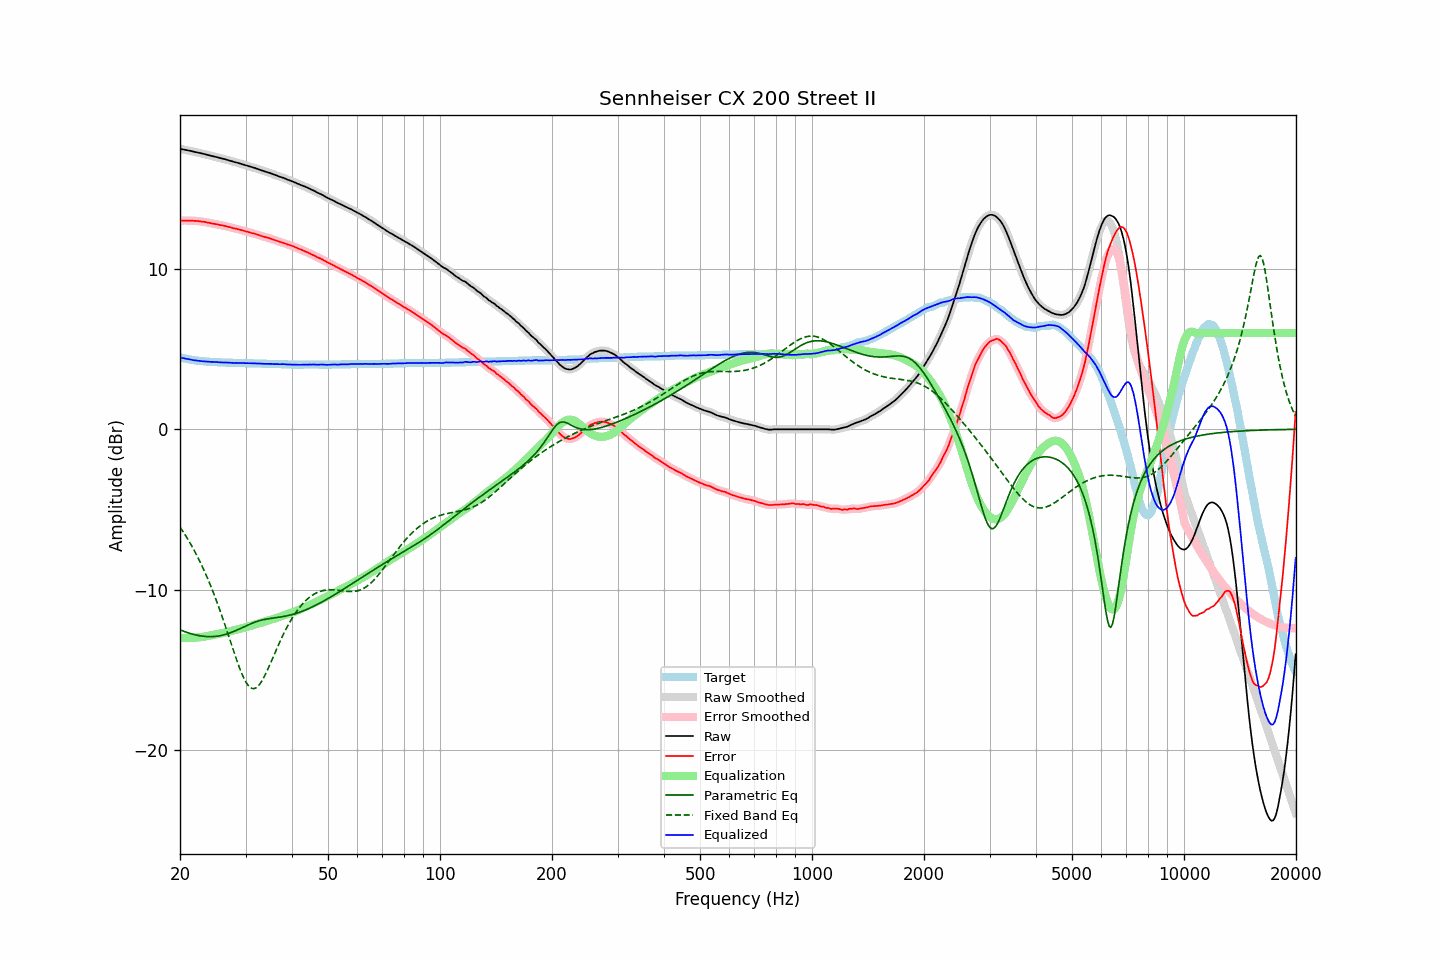 Sennheiser CX 200 Street II
Amplitude (dBr)
10
0
−10
−20
Target
Raw Smoothed
Error Smoothed
Raw
Error
Equalization
Parametric Eq
Fixed Band Eq
Equalized
20 50 100 200 500 1000 2000 5000 10000 20000
Frequency (Hz)